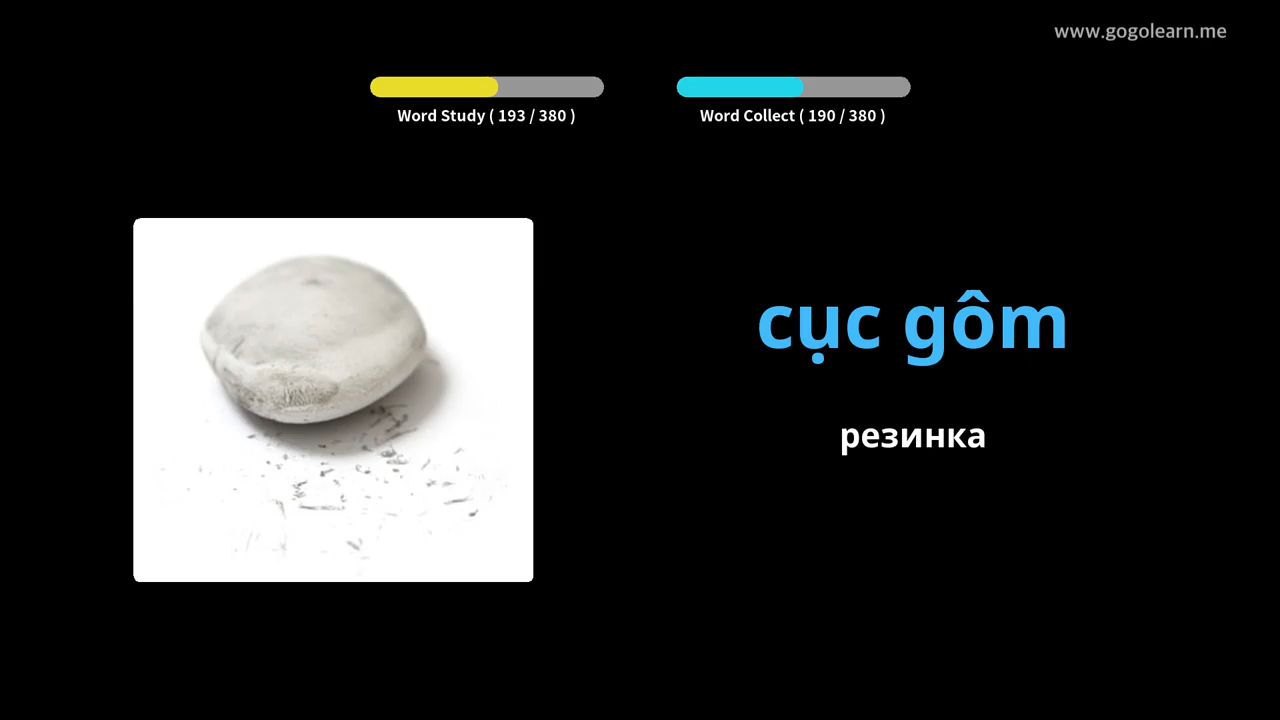 www.gogolearn.me
Word Study ( 193 / 380 )
Word Collect ( 190 / 380 )
cục gôm
резинка